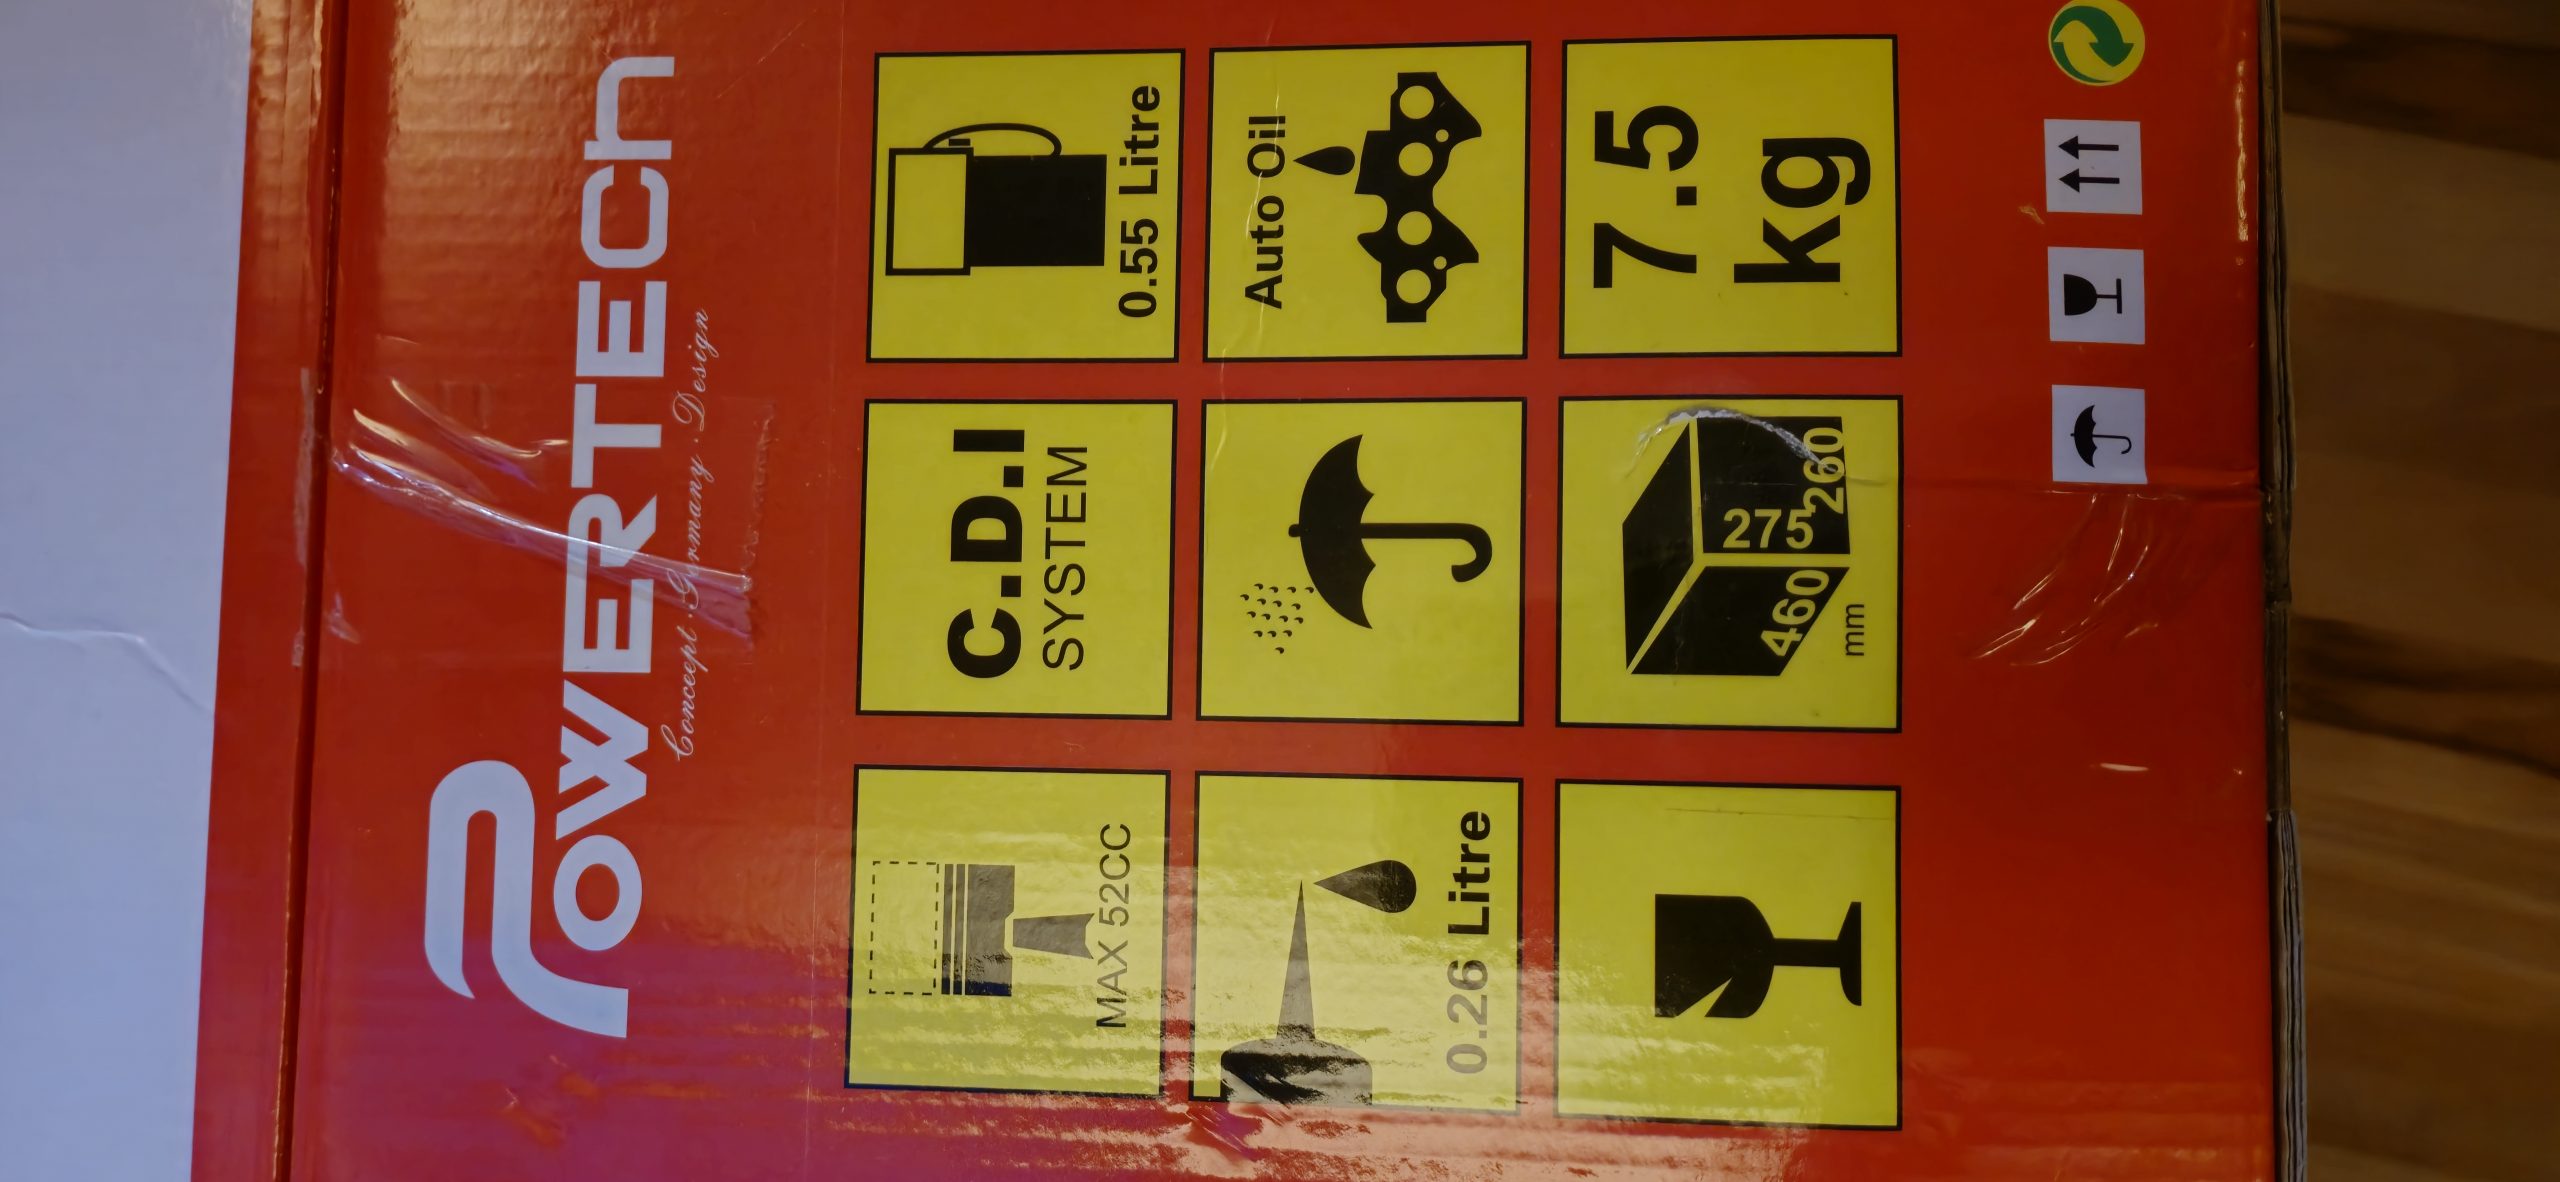 POWERTECh
Concept · Germany · Design
MAX 52CC
C.D.I
SYSTEM
0.55 Litre
0.26 Litre
Auto Oil
460
275
260
mm
7.5
kg